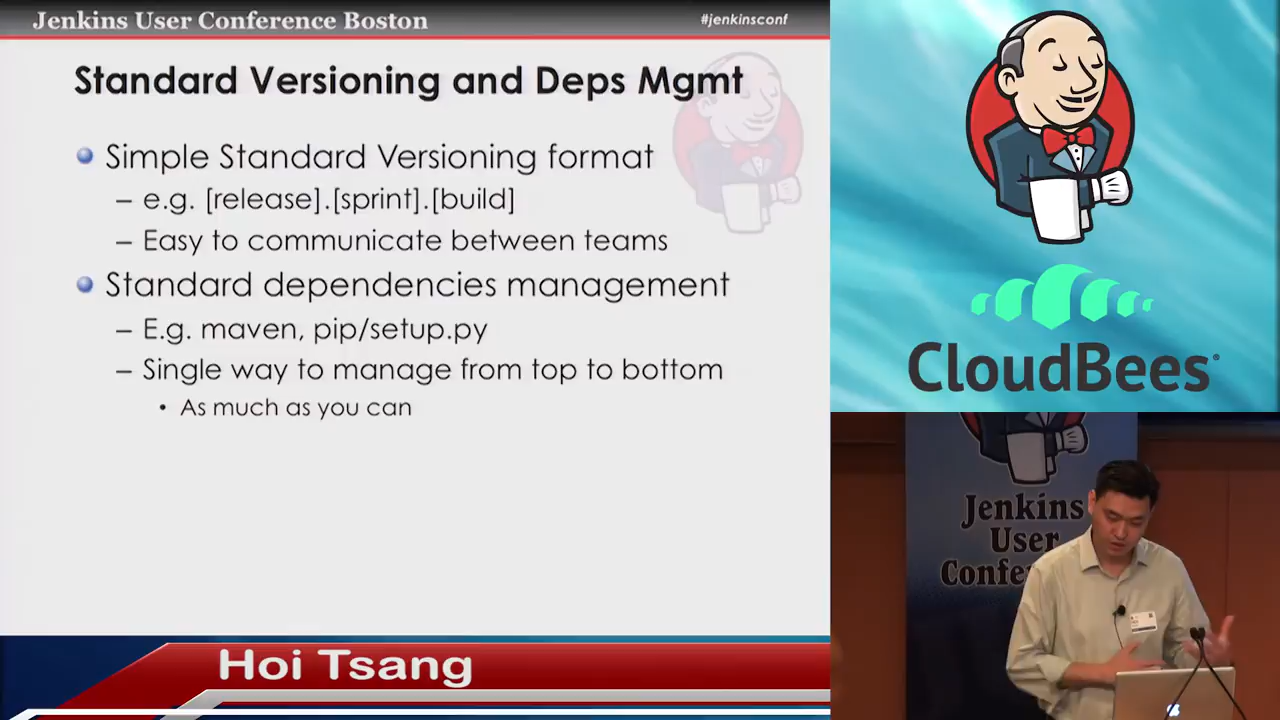 Jenkins User Conference Boston
#jenkinsconf
Standard Versioning and Deps Mgmt
Simple Standard Versioning format
– e.g. [release].[sprint].[build]
– Easy to communicate between teams
Standard dependencies management
– E.g. maven, pip/setup.py
– Single way to manage from top to bottom
• As much as you can
CloudBees
Jenkins
User
Confe
Hoi Tsang